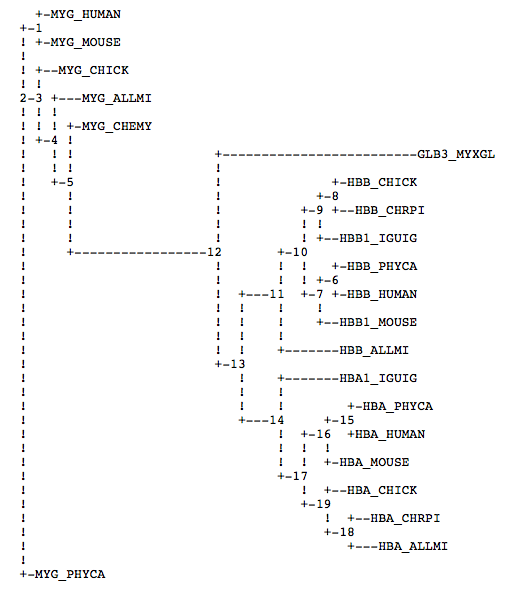 +-MYG_HUMAN
+-1
! +-MYG_MOUSE
!
! +--MYG_CHICK
! !
2-3 +---MYG_ALLMI
! ! !
! ! ! +-MYG_CHEMY
! +-4 !
!   ! !                  +-------------------------GLB3_MYXGL
!   ! !                  !
!   +-5                  !              +-HBB_CHICK
!     !                  !            +-8
!     !                  !          +-9 +--HBB_CHRPI
!     !                  !          ! !
!     !                  !          ! +--HBB1_IGUIG
!     +-----------------12       +-10
!                        !       !  !   +-HBB_PHYCA
!                        !       !  ! +-6
!                        !  +---11  +-7 +-HBB_HUMAN
!                        !  !    !    !
!                        !  !    !    +--HBB1_MOUSE
!                        !  !    !
!                        !  !    +-------HBB_ALLMI
!                        +-13
!                           !    +-------HBA1_IGUIG
!                           !    !
!                           !    !        +-HBA_PHYCA
!                           +---14     +-15
!                                !  +-16  +HBA_HUMAN
!                                !  !  !
!                                !  !  +-HBA_MOUSE
!                                +-17
!                                   !  +--HBA_CHICK
!                                   +-19
!                                      !  +--HBA_CHRPI
!                                      +-18
!                                         +---HBA_ALLMI
!
+-MYG_PHYCA